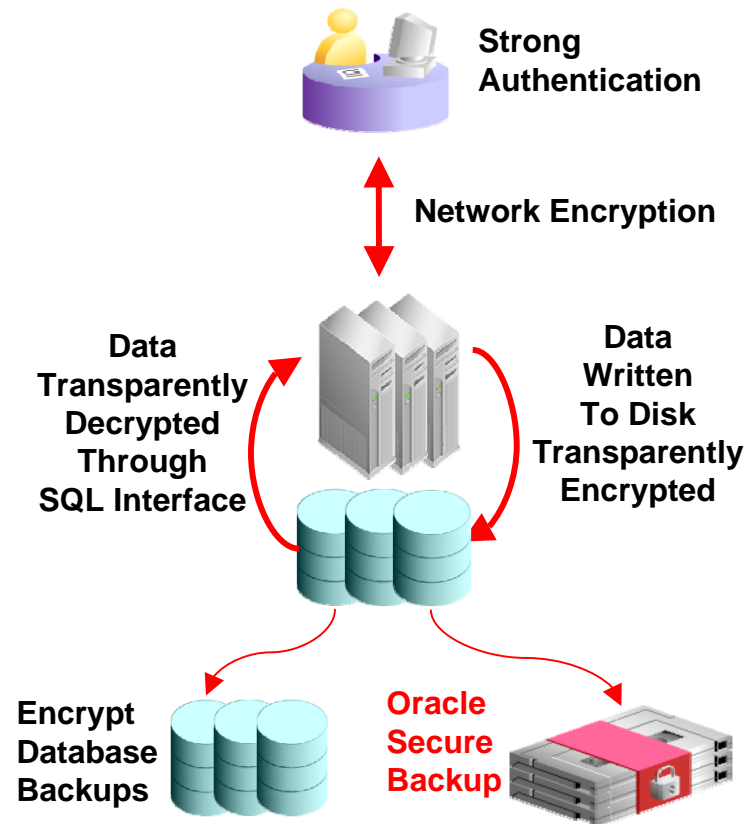 Strong
Authentication
Network Encryption
Data
Transparently
Decrypted
Through
SQL Interface
Data
Written
To Disk
Transparently
Encrypted
Encrypt
Database
Backups
Oracle
Secure
Backup